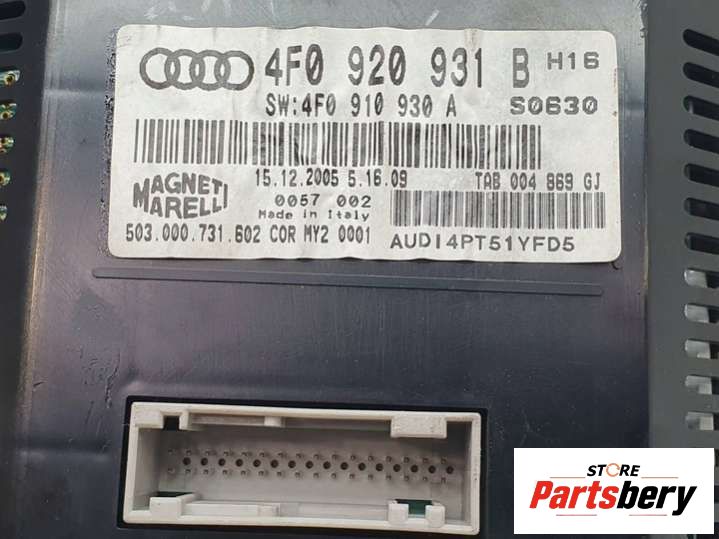 4F0 920 931 B H16
SW:4F0 910 930 A S0630
15.12.2005 5.16.09 TAB 004 869 GJ
MAGNETI
MARELLI
0057 002
Made in Italy
503.000.731.602 COR MY2 0001
AUDI4PT51YFD5
STORE
Partsbery